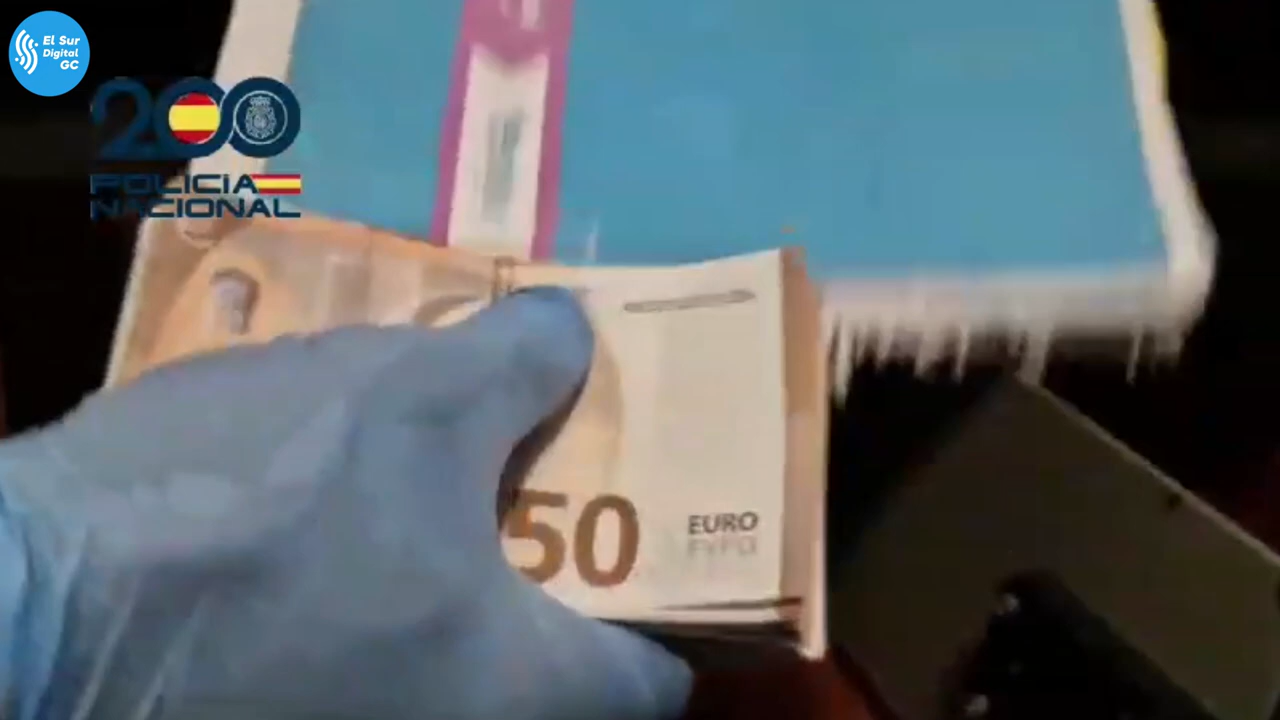 El Sur
Digital
GC
200
POLICIA
NACIONAL
50
EURO
ΕΥΡΩ